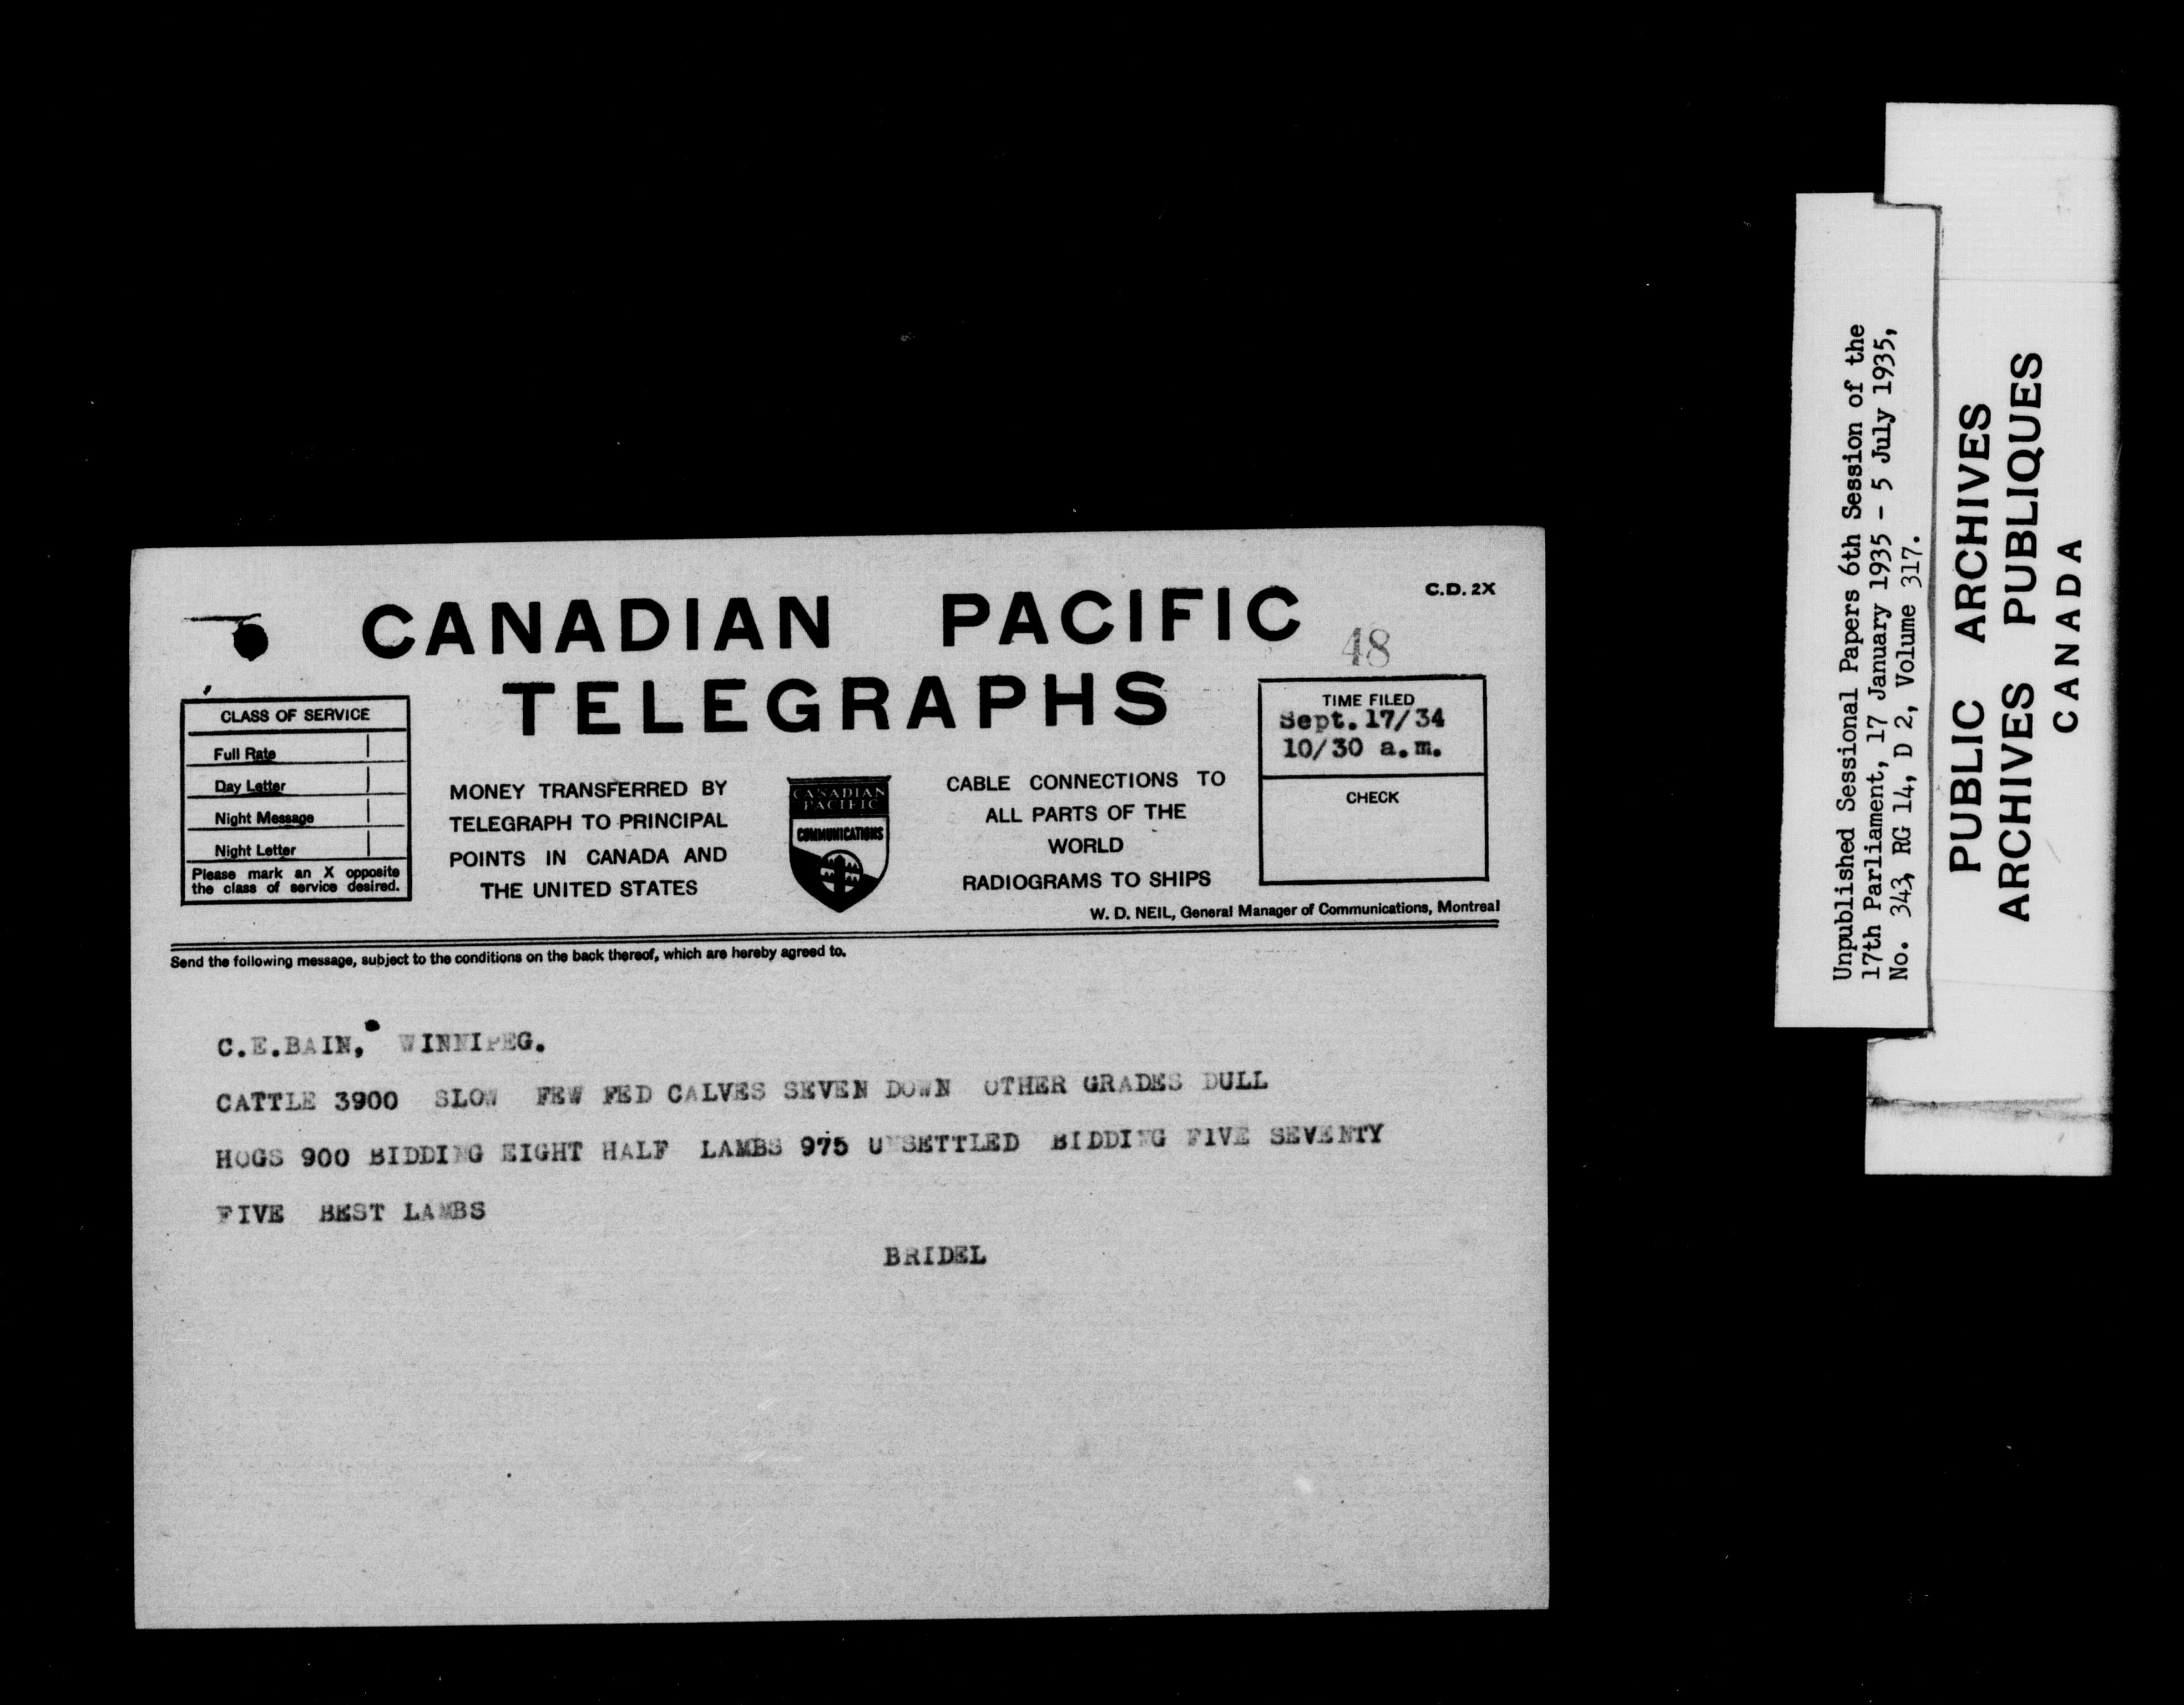 C.D. 2X
CANADIAN PACIFIC
48
TELEGRAPHS
CLASS OF SERVICE
Full Rate
Day Letter
Night Message
Night Letter
Please mark an X opposite
the class of service desired.
MONEY TRANSFERRED BY
TELEGRAPH TO PRINCIPAL
POINTS IN CANADA AND
THE UNITED STATES
CANADIAN
PACIFIC
COMMUNICATIONS
CABLE CONNECTIONS TO
ALL PARTS OF THE
WORLD
RADIOGRAMS TO SHIPS
TIME FILED
Sept. 17/34
10/30 a.m.
CHECK
W. D. NEIL, General Manager of Communications, Montreal
Send the following message, subject to the conditions on the back thereof, which are hereby agreed to.
C.E.BAIN, WINNIPEG.
CATTLE 3900 SLOW FEW FED CALVES SEVEN DOWN OTHER GRADES DULL
HOGS 900 BIDDING EIGHT HALF LAMBS 975 UNSETTLED BIDDING FIVE SEVENTY
FIVE BEST LAMBS
BRIDEL
Unpublished Sessional Papers 6th Session of the
17th Parliament, 17 January 1935 - 5 July 1935,
No. 343, RG 14, D 2, Volume 317.
PUBLIC ARCHIVES
ARCHIVES PUBLIQUES
CANADA